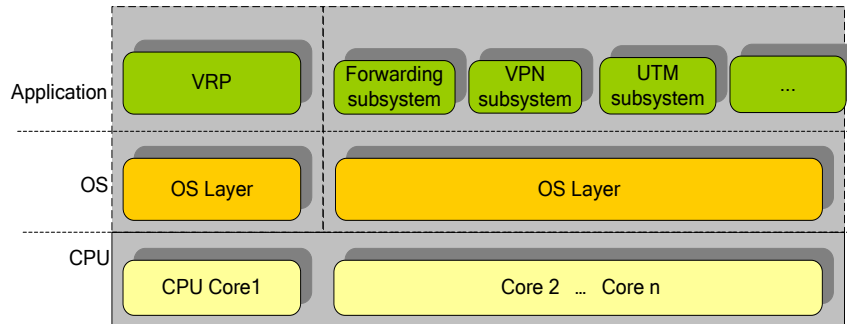 Application
VRP
Forwarding
subsystem
VPN
subsystem
UTM
subsystem
...
OS
OS Layer
OS Layer
CPU
CPU Core1
Core 2 ... Core n